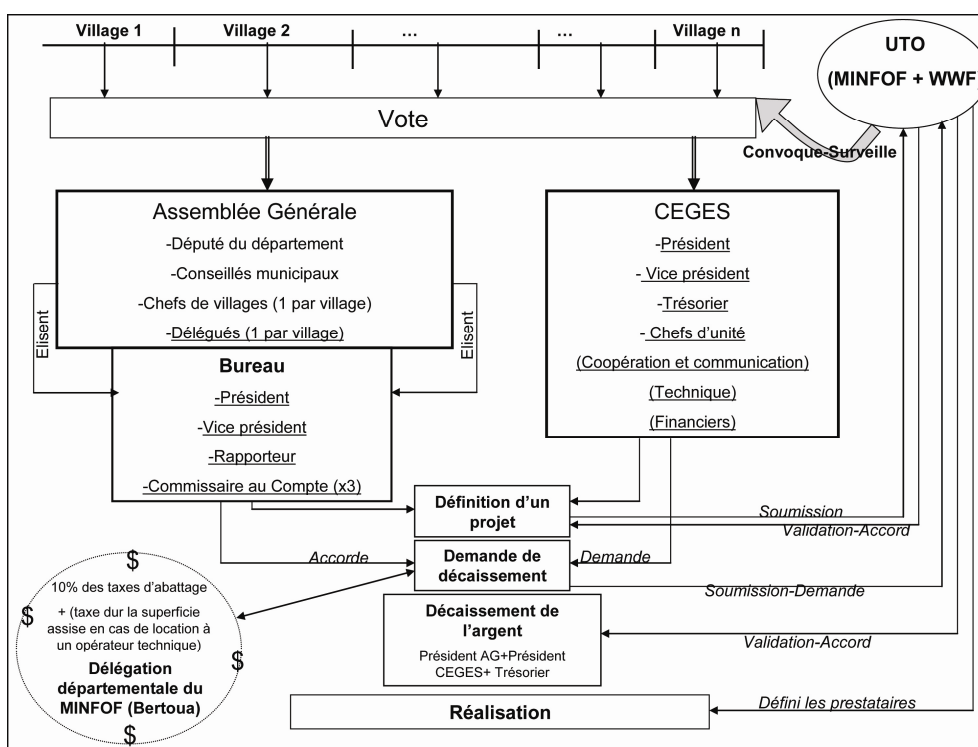 Village 1
Village 2
...
...
Village n
UTO
(MINFOF + WWF
Vote
Convoque-Surveille
Assemblée Générale
-Député du département
-Conseillés municipaux
-Chefs de villages (1 par village)
-Délégués (1 par village)
Elisent
Elisent
Bureau
-Président
-Vice président
-Rapporteur
-Commissaire au Compte (x3)
CEGES
-Président
- Vice président
-Trésorier
- Chefs d'unité
(Coopération et communication)
(Technique)
(Financiers)
Définition d'un
projet
Soumission
Validation-Accord
Accorde
Demande de
décaissement
Demande
Soumission-Demande
Décaissement de
l'argent
Président AG+Président
CEGES+ Trésorier
Validation-Accord
Réalisation
Défini les prestataires
$
10% des taxes d'abattage
$
+ (taxe dur la superficie
assise en cas de location à
un opérateur technique)
$
Délégation
départementale du
MINFOF (Bertoua)
$